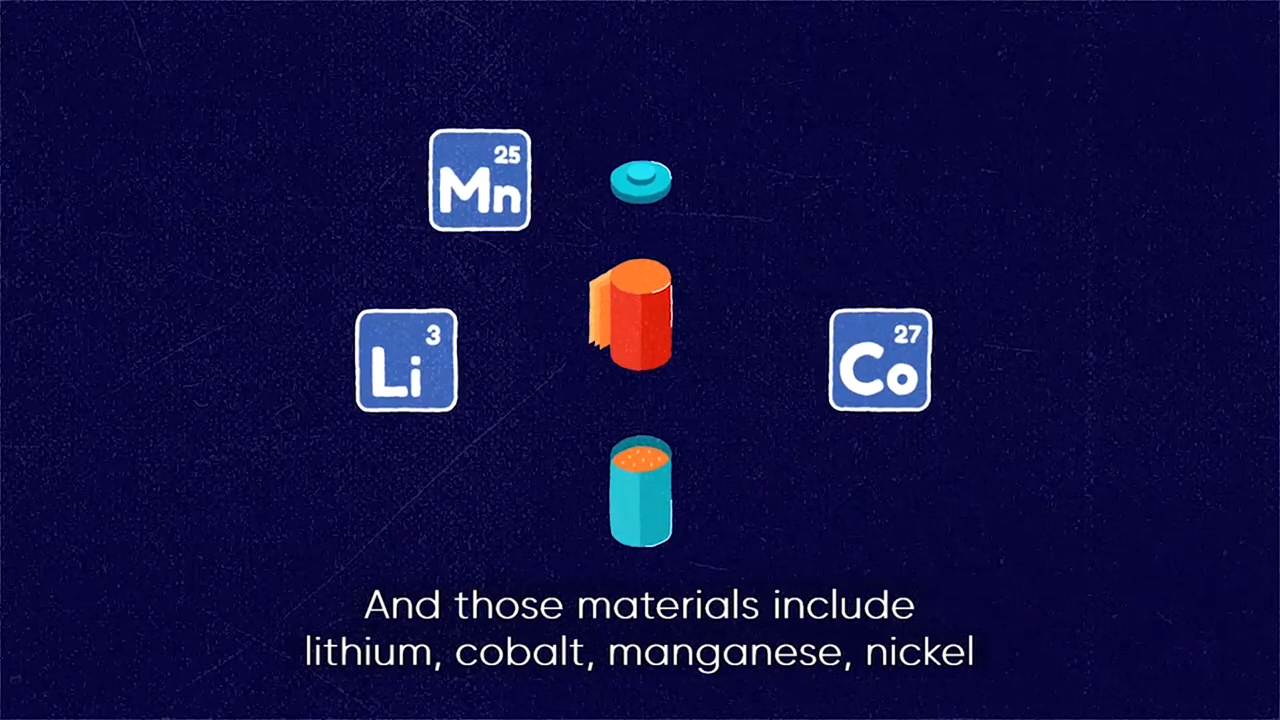 25
Mn
3
Li
27
Co
And those materials include
lithium, cobalt, manganese, nickel